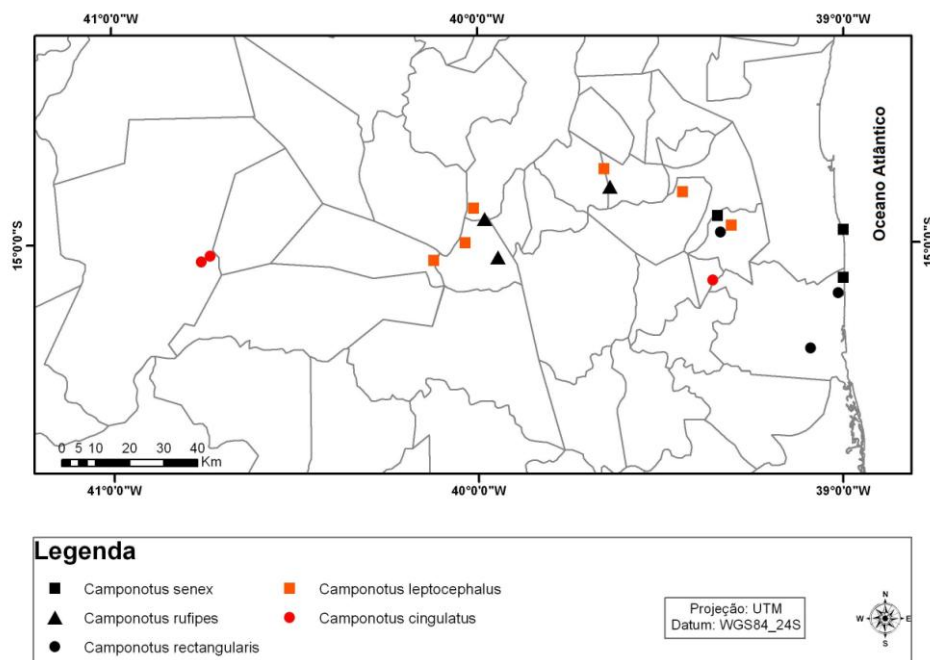 41°0'0"W 40°0'0"W 39°0'0"W
Oceano Atlântico
15°0'0"S 15°0'0"S
0 5 10 20 30 40
Km
41°0'0"W 40°0'0"W 39°0'0"W
Legenda
Camponotus senex Camponotus leptocephalus
Camponotus rufipes Camponotus cingulatus
Camponotus rectangularis
Projeção: UTM
Datum: WGS84_24S
N
W E
S